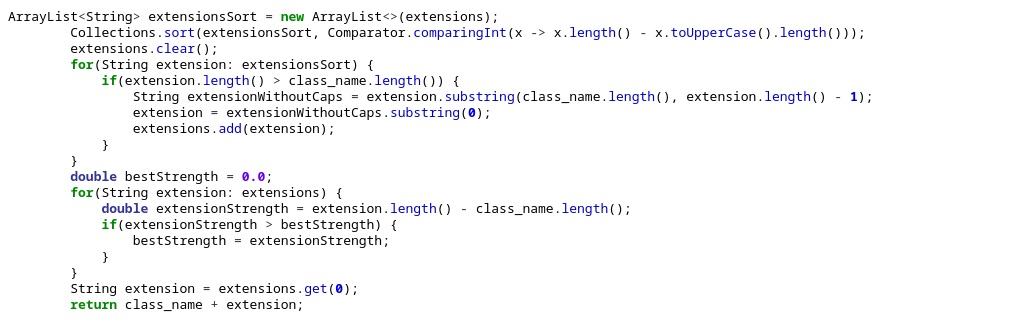 ArrayList<String> extensionsSort = new ArrayList<>(extensions);
        Collections.sort(extensionsSort, Comparator.comparingInt(x -> x.length() - x.toUpperCase().length()));
        extensions.clear();
        for(String extension: extensionsSort) {
            if(extension.length() > class_name.length()) {
                String extensionWithoutCaps = extension.substring(class_name.length(), extension.length() - 1);
                extension = extensionWithoutCaps.substring(0);
                extensions.add(extension);
            }
        }
        double bestStrength = 0.0;
        for(String extension: extensions) {
            double extensionStrength = extension.length() - class_name.length();
            if(extensionStrength > bestStrength) {
                bestStrength = extensionStrength;
            }
        }
        String extension = extensions.get(0);
        return class_name + extension;